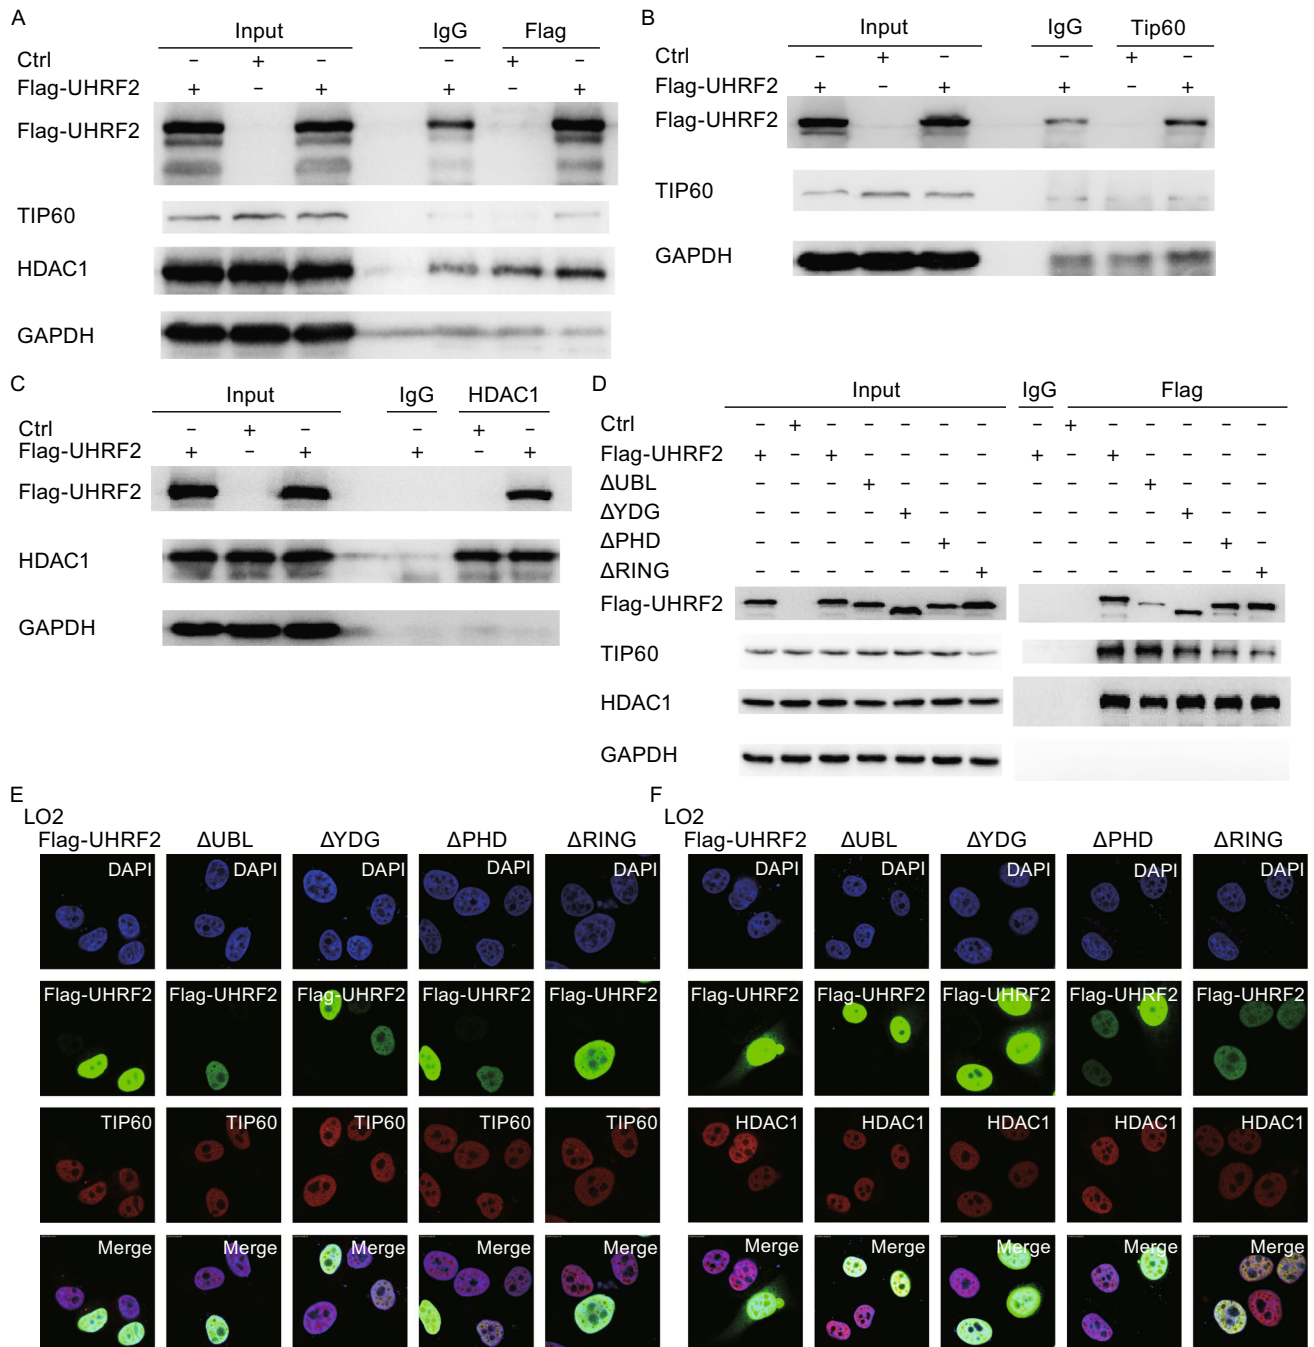 A
Input IgG Flag
Ctrl – + – – + –
Flag-UHRF2 + – + + – +
Flag-UHRF2
TIP60
HDAC1
GAPDH
B
Input IgG Tip60
Ctrl – + – – + –
Flag-UHRF2 + – + + – +
Flag-UHRF2
TIP60
GAPDH
C
Input IgG HDAC1
Ctrl – + – – + –
Flag-UHRF2 + – + + – +
Flag-UHRF2
HDAC1
GAPDH
D
Input IgG Flag
Ctrl – + – – – – – – + – – – – –
Flag-UHRF2 + – + – – – – + – + – – – –
ΔUBL – – – + – – – – – – + – – –
ΔYDG – – – – + – – – – – – + – –
ΔPHD – – – – – + – – – – – – + –
ΔRING – – – – – – + – – – – – – +
Flag-UHRF2
TIP60
HDAC1
GAPDH
E
LO2
Flag-UHRF2 ΔUBL ΔYDG ΔPHD ΔRING
DAPI DAPI DAPI DAPI DAPI
Flag-UHRF2 Flag-UHRF2 Flag-UHRF2 Flag-UHRF2 Flag-UHRF2
TIP60 TIP60 TIP60 TIP60 TIP60
Merge Merge Merge Merge Merge
F
LO2
Flag-UHRF2 ΔUBL ΔYDG ΔPHD ΔRING
DAPI DAPI DAPI DAPI DAPI
Flag-UHRF2 Flag-UHRF2 Flag-UHRF2 Flag-UHRF2 Flag-UHRF2
HDAC1 HDAC1 HDAC1 HDAC1 HDAC1
Merge Merge Merge Merge Merge